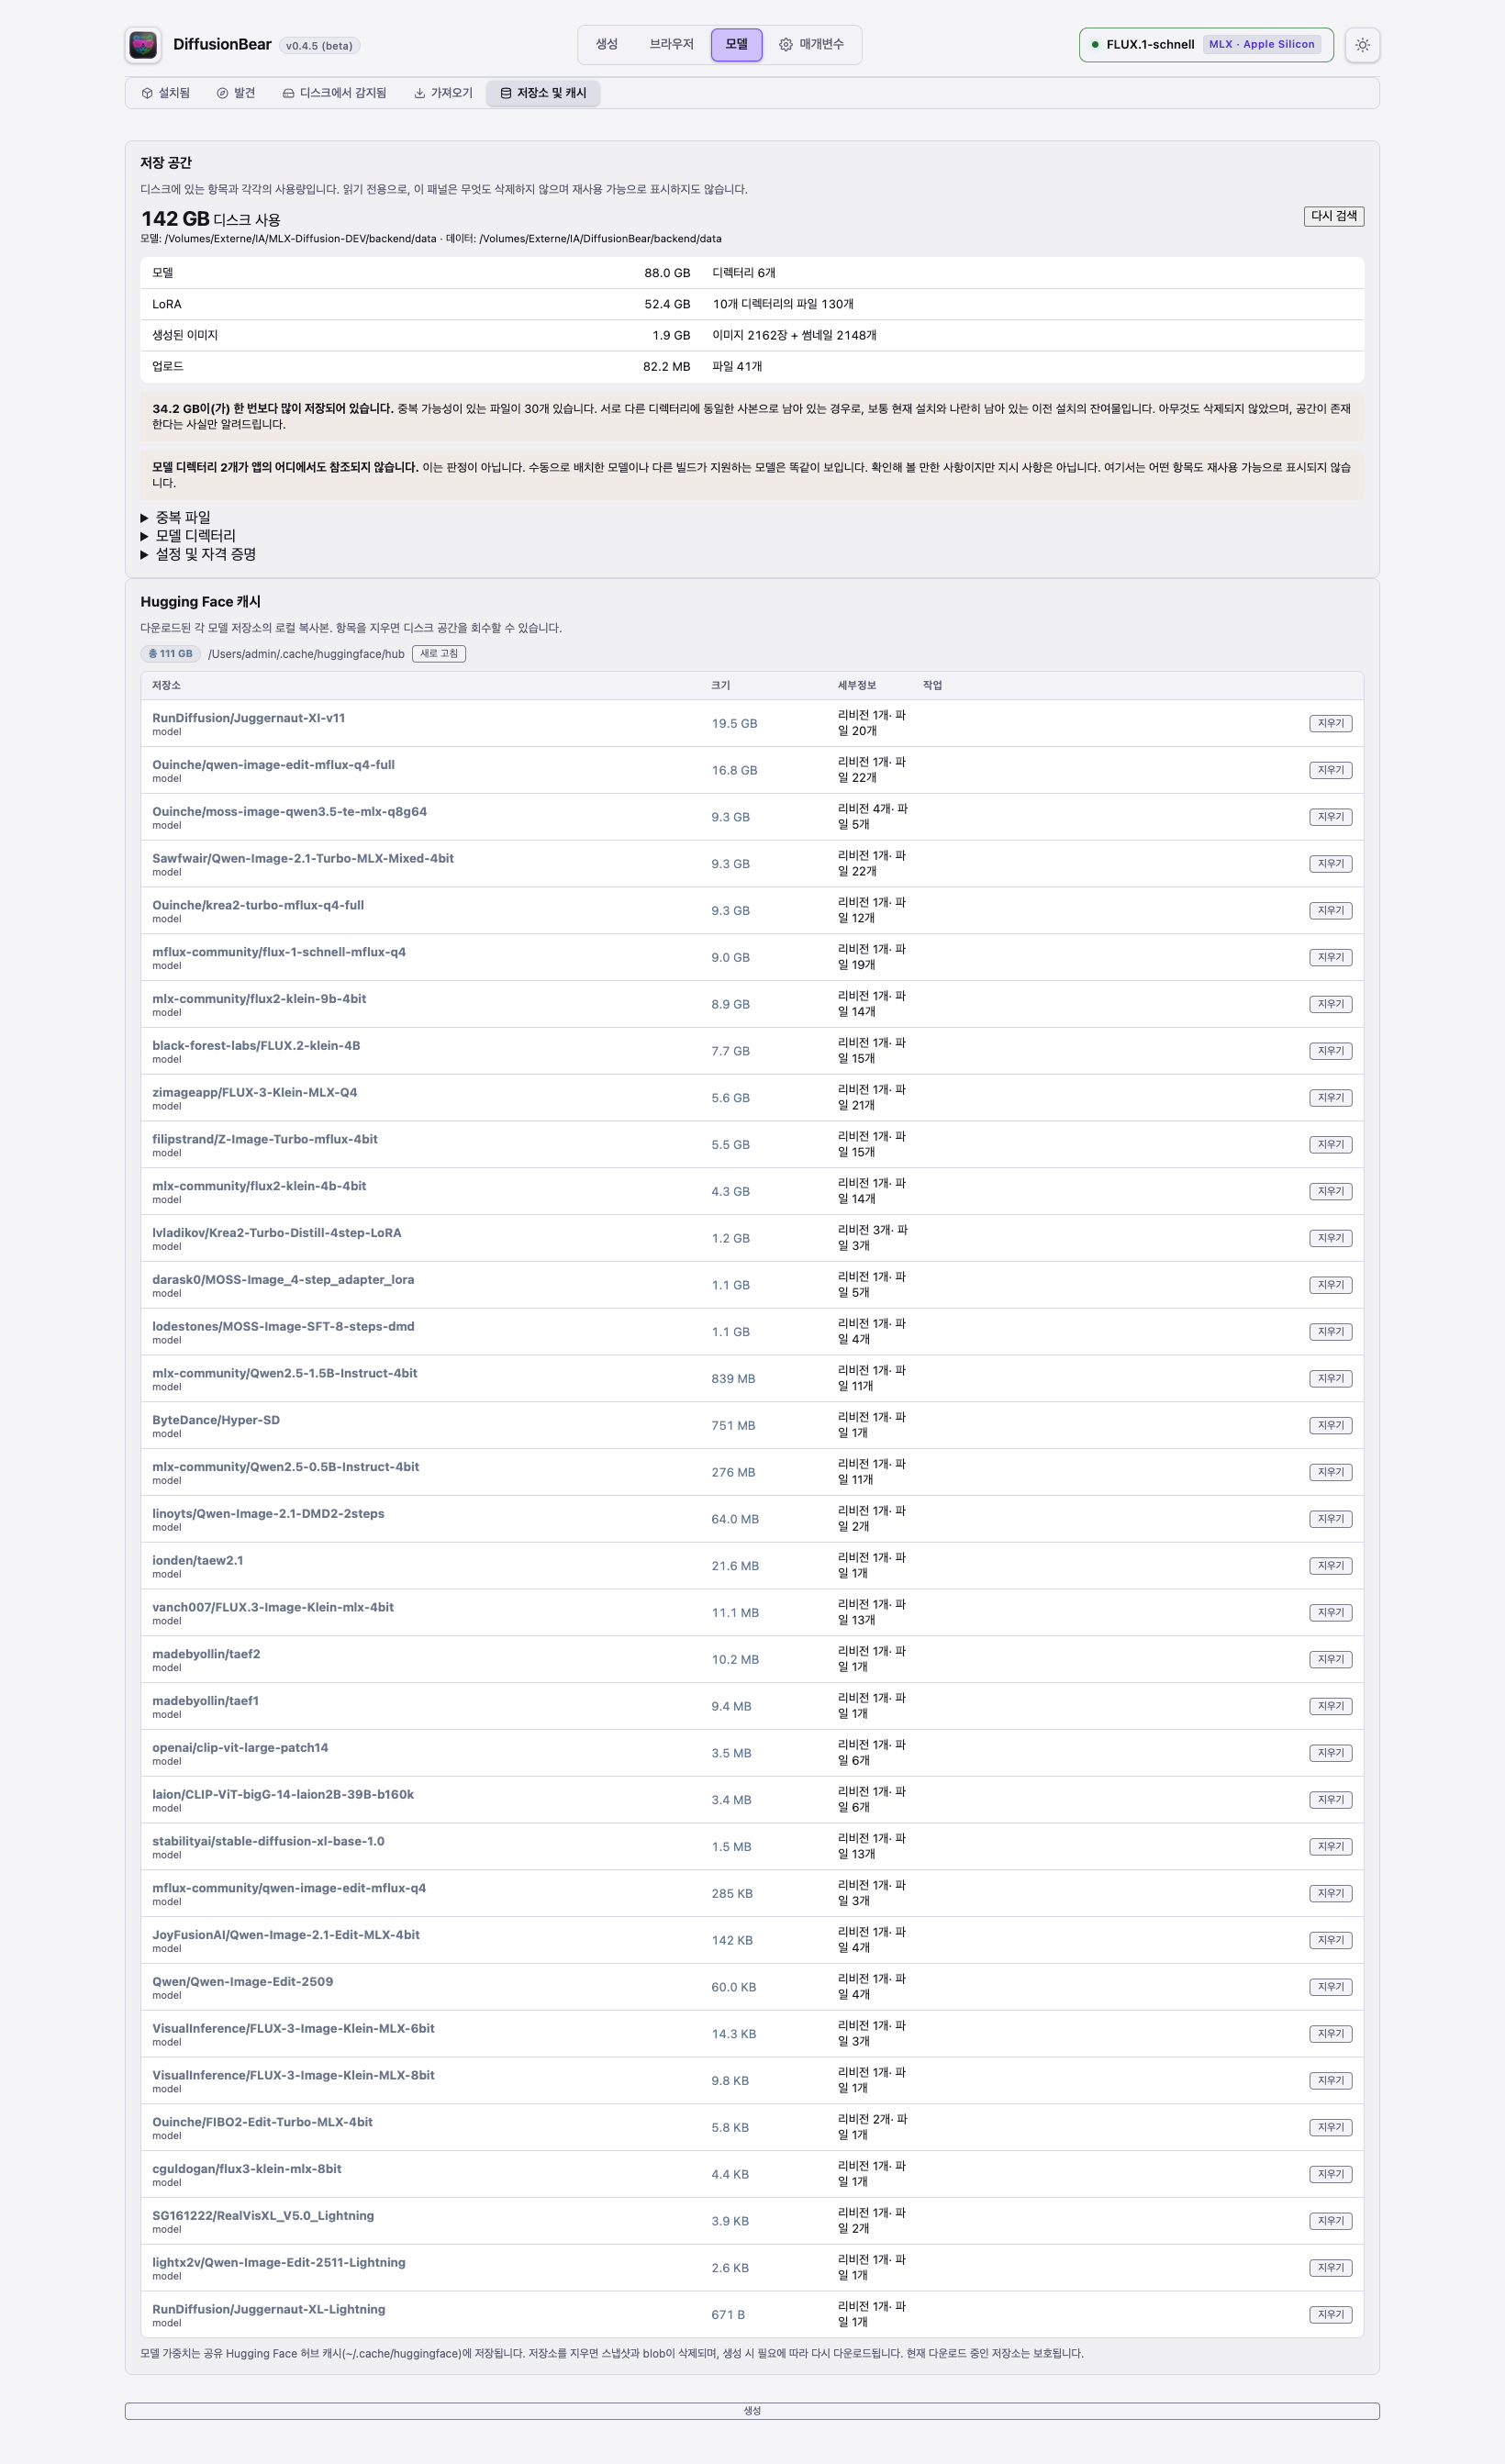 DiffusionBear v0.4.5 (beta)
생성 브라우저 모델 매개변수
FLUX.1-schnell MLX · Apple Silicon
설치됨 발견 디스크에서 감지됨 가져오기 저장소 및 캐시
저장 공간
디스크에 있는 항목과 각각의 사용량입니다. 읽기 전용으로, 이 패널은 무엇도 삭제하지 않으며 재사용 가능으로 표시하지도 않습니다.
142 GB 디스크 사용
다시 검색
모델: /Volumes/Externe/IA/MLX-Diffusion-DEV/backend/data · 데이터: /Volumes/Externe/IA/DiffusionBear/backend/data
모델 88.0 GB 디렉터리 6개
LoRA 52.4 GB 10개 디렉터리의 파일 130개
생성된 이미지 1.9 GB 이미지 2162장 + 썸네일 2148개
업로드 82.2 MB 파일 41개
34.2 GB이(가) 한 번보다 많이 저장되어 있습니다. 중복 가능성이 있는 파일이 30개 있습니다. 서로 다른 디렉터리에 동일한 사본으로 남아 있는 경우로, 보통 현재 설치와 나란히 남아 있는 이전 설치의 잔여물입니다. 아무것도 삭제되지 않았으며, 공간이 존재
한다는 사실만 알려드립니다.
모델 디렉터리 2개가 앱의 어디에서도 참조되지 않습니다. 이는 판정이 아닙니다. 수동으로 배치한 모델이나 다른 빌드가 지원하는 모델은 똑같이 보입니다. 확인해 볼 만한 사항이지만 지시 사항은 아닙니다. 여기서는 어떤 항목도 재사용 가능으로 표시되지 않습
니다.
중복 파일
모델 디렉터리
설정 및 자격 증명
Hugging Face 캐시
다운로드된 각 모델 저장소의 로컬 복사본. 항목을 지우면 디스크 공간을 회수할 수 있습니다.
총 111 GB /Users/admin/.cache/huggingface/hub 새로 고침
저장소 크기 세부정보 작업
RunDiffusion/Juggernaut-XI-v11
model
19.5 GB
리비전 1개· 파
일 20개
지우기
Ouinche/qwen-image-edit-mflux-q4-full
model
16.8 GB
리비전 1개· 파
일 22개
지우기
Ouinche/moss-image-qwen3.5-te-mlx-q8g64
model
9.3 GB
리비전 4개· 파
일 5개
지우기
Sawfwair/Qwen-Image-2.1-Turbo-MLX-Mixed-4bit
model
9.3 GB
리비전 1개· 파
일 22개
지우기
Ouinche/krea2-turbo-mflux-q4-full
model
9.3 GB
리비전 1개· 파
일 12개
지우기
mflux-community/flux-1-schnell-mflux-q4
model
9.0 GB
리비전 1개· 파
일 19개
지우기
mlx-community/flux2-klein-9b-4bit
model
8.9 GB
리비전 1개· 파
일 14개
지우기
black-forest-labs/FLUX.2-klein-4B
model
7.7 GB
리비전 1개· 파
일 15개
지우기
zimageapp/FLUX-3-Klein-MLX-Q4
model
5.6 GB
리비전 1개· 파
일 21개
지우기
filipstrand/Z-Image-Turbo-mflux-4bit
model
5.5 GB
리비전 1개· 파
일 15개
지우기
mlx-community/flux2-klein-4b-4bit
model
4.3 GB
리비전 1개· 파
일 14개
지우기
lvladikov/Krea2-Turbo-Distill-4step-LoRA
model
1.2 GB
리비전 3개· 파
일 3개
지우기
darask0/MOSS-Image_4-step_adapter_lora
model
1.1 GB
리비전 1개· 파
일 5개
지우기
lodestones/MOSS-Image-SFT-8-steps-dmd
model
1.1 GB
리비전 1개· 파
일 4개
지우기
mlx-community/Qwen2.5-1.5B-Instruct-4bit
model
839 MB
리비전 1개· 파
일 11개
지우기
ByteDance/Hyper-SD
model
751 MB
리비전 1개· 파
일 1개
지우기
mlx-community/Qwen2.5-0.5B-Instruct-4bit
model
276 MB
리비전 1개· 파
일 11개
지우기
linoyts/Qwen-Image-2.1-DMD2-2steps
model
64.0 MB
리비전 1개· 파
일 2개
지우기
ionden/taew2.1
model
21.6 MB
리비전 1개· 파
일 1개
지우기
vanch007/FLUX.3-Image-Klein-mlx-4bit
model
11.1 MB
리비전 1개· 파
일 13개
지우기
madebyollin/taef2
model
10.2 MB
리비전 1개· 파
일 1개
지우기
madebyollin/taef1
model
9.4 MB
리비전 1개· 파
일 1개
지우기
openai/clip-vit-large-patch14
model
3.5 MB
리비전 1개· 파
일 6개
지우기
laion/CLIP-ViT-bigG-14-laion2B-39B-b160k
model
3.4 MB
리비전 1개· 파
일 6개
지우기
stabilityai/stable-diffusion-xl-base-1.0
model
1.5 MB
리비전 1개· 파
일 13개
지우기
mflux-community/qwen-image-edit-mflux-q4
model
285 KB
리비전 1개· 파
일 3개
지우기
JoyFusionAI/Qwen-Image-2.1-Edit-MLX-4bit
model
142 KB
리비전 1개· 파
일 4개
지우기
Qwen/Qwen-Image-Edit-2509
model
60.0 KB
리비전 1개· 파
일 4개
지우기
VisualInference/FLUX-3-Image-Klein-MLX-6bit
model
14.3 KB
리비전 1개· 파
일 3개
지우기
VisualInference/FLUX-3-Image-Klein-MLX-8bit
model
9.8 KB
리비전 1개· 파
일 1개
지우기
Ouinche/FIBO2-Edit-Turbo-MLX-4bit
model
5.8 KB
리비전 2개· 파
일 1개
지우기
cguldogan/flux3-klein-mlx-8bit
model
4.4 KB
리비전 1개· 파
일 1개
지우기
SG161222/RealVisXL_V5.0_Lightning
model
3.9 KB
리비전 1개· 파
일 2개
지우기
lightx2v/Qwen-Image-Edit-2511-Lightning
model
2.6 KB
리비전 1개· 파
일 1개
지우기
RunDiffusion/Juggernaut-XL-Lightning
model
671 B
리비전 1개· 파
일 1개
지우기
모델 가중치는 공유 Hugging Face 허브 캐시(~/.cache/huggingface)에 저장됩니다. 저장소를 지우면 스냅샷과 blob이 삭제되며, 생성 시 필요에 따라 다시 다운로드됩니다. 현재 다운로드 중인 저장소는 보호됩니다.
생성